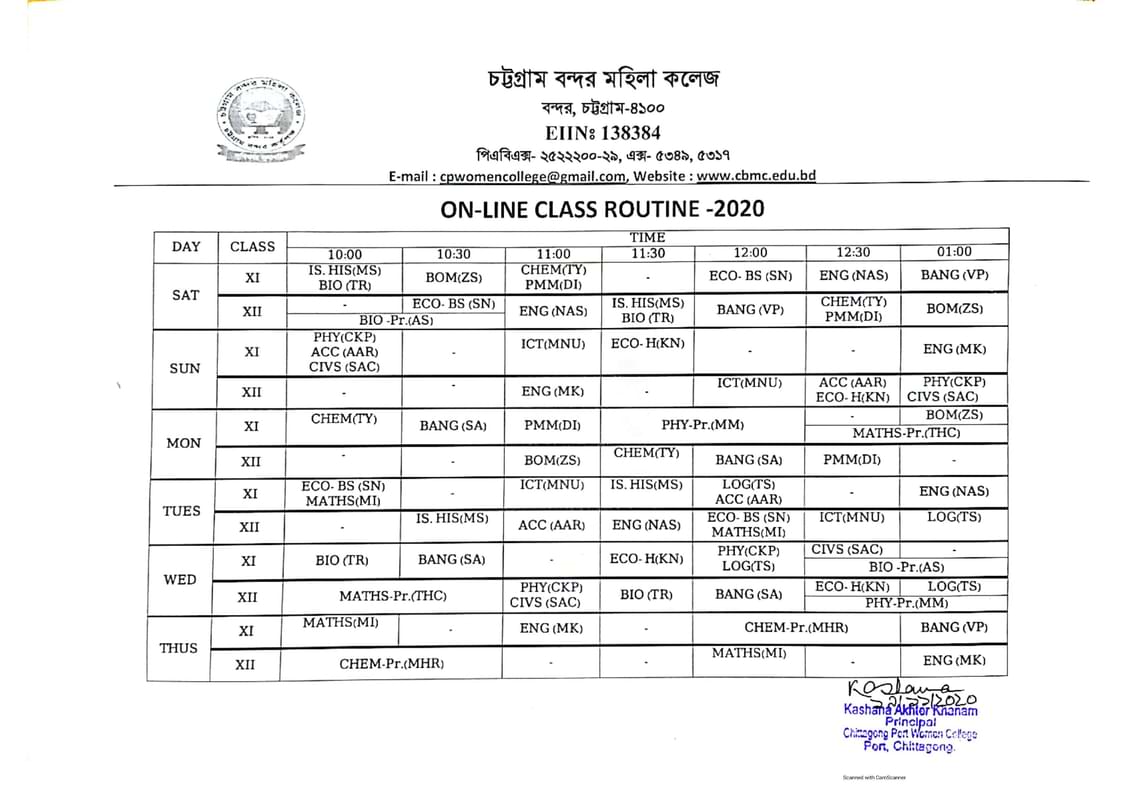 চট্টগ্রাম বন্দর মহিলা কলেজ
বন্দর, চট্টগ্রাম-৪১০০
EIINঃ 138384
পিএবিএক্স- ২৫২২২০০-২৯, এক্স- ৫৩৪৯, ৫৩১৭
E-mail : cpwomencollege@gmail.com, Website : www.cbmc.edu.bd
ON-LINE CLASS ROUTINE -2020
DAY CLASS TIME
10:00 10:30 11:00 11:30 12:00 12:30 01:00
SAT XI IS. HIS(MS) BOM(ZS) CHEM(TY) - ECO- BS (SN) ENG (NAS) BANG (VP)
BIO (TR) PMM(DI)
XII - ECO- BS (SN) ENG (NAS) IS. HIS(MS) BANG (VP) CHEM(TY) BOM(ZS)
BIO -Pr.(AS) BIO (TR) PMM(DI)
SUN XI PHY(CKP) - ICT(MNU) ECO- H(KN) - - ENG (MK)
ACC (AAR)
CIVS (SAC)
XII - - ENG (MK) - ICT(MNU) ACC (AAR) PHY(CKP)
ECO- H(KN) CIVS (SAC)
MON XI CHEM(TY) BANG (SA) PMM(DI) PHY-Pr.(MM) - BOM(ZS)
MATHS-Pr.(THC)
XII - - BOM(ZS) CHEM(TY) BANG (SA) PMM(DI) -
TUES XI ECO- BS (SN) - ICT(MNU) IS. HIS(MS) LOG(TS) - ENG (NAS)
MATHS(MI) ACC (AAR)
XII - IS. HIS(MS) ACC (AAR) ENG (NAS) ECO- BS (SN) ICT(MNU) LOG(TS)
MATHS(MI)
WED XI BIO (TR) BANG (SA) - ECO- H(KN) PHY(CKP) CIVS (SAC) -
LOG(TS) BIO -Pr.(AS)
XII MATHS-Pr.(THC) PHY(CKP) BIO (TR) BANG (SA) ECO- H(KN) LOG(TS)
CIVS (SAC) PHY-Pr.(MM)
THUS XI MATHS(MI) - ENG (MK) - CHEM-Pr.(MHR) BANG (VP)
XII CHEM-Pr.(MHR) - - MATHS(MI) - ENG (MK)
Kashana Akhter Khanam
Principal
Chittagong Port Women College
Port, Chittagong.
Scanned with CamScanner